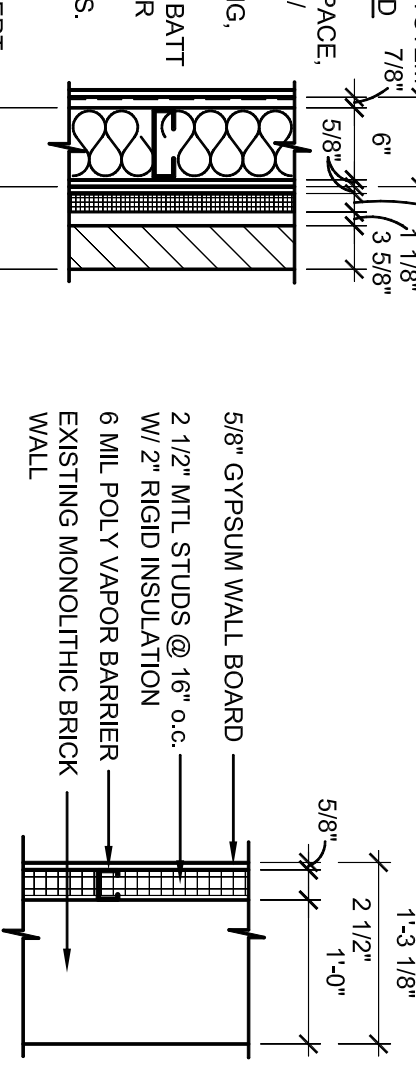 D
PACE,
/
G,
BATT
R
S.
7/8"
6"
5/8"
1 1/8"
3 5/8"
5/8" GYPSUM WALL BOARD
2 1/2" MTL STUDS @ 16" o.c.
W/ 2" RIGID INSULATION
6 MIL POLY VAPOR BARRIER
EXISTING MONOLITHIC BRICK
WALL
1'-3 1/8"
2 1/2"
1'-0"
5/8"